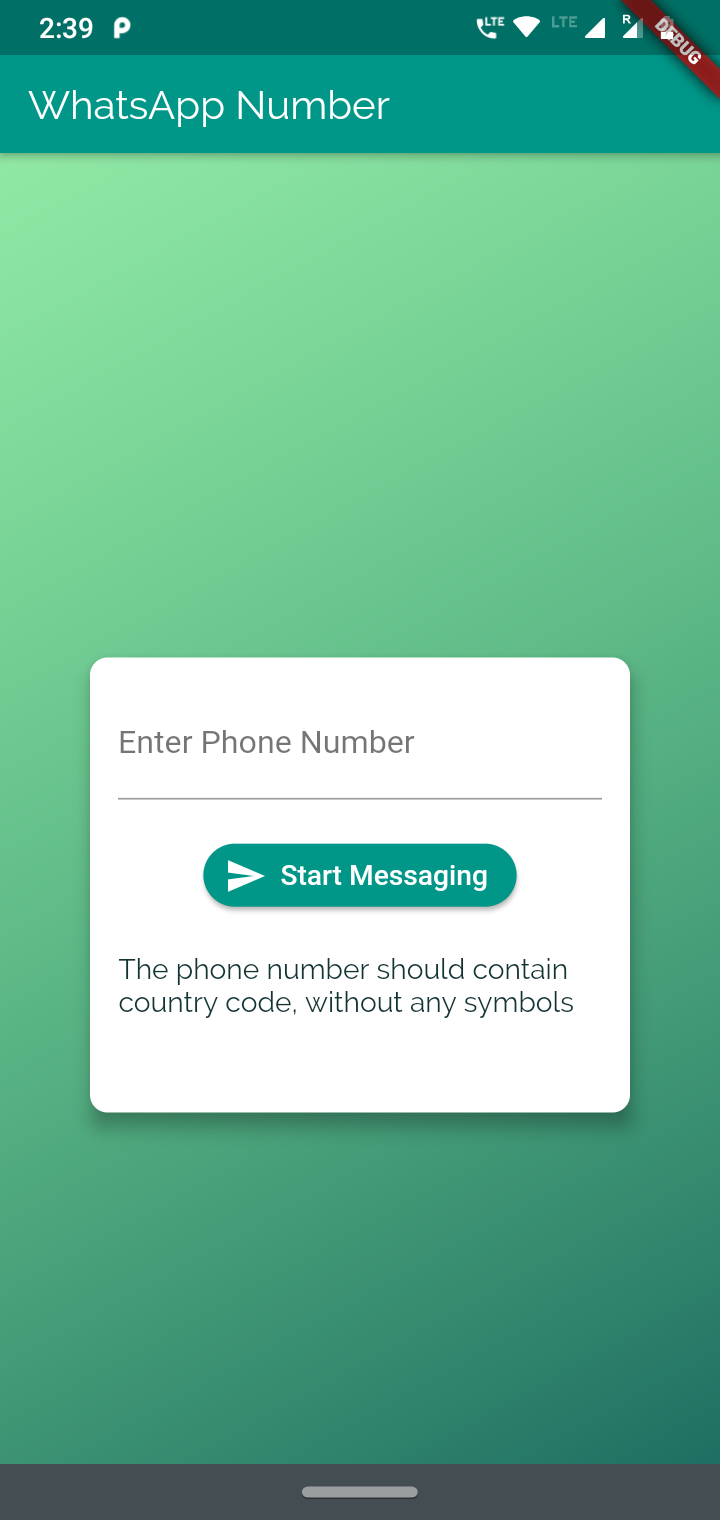 2:39
LTE
LTE
R
DEBUG
WhatsApp Number
Enter Phone Number
Start Messaging
The phone number should contain
country code, without any symbols